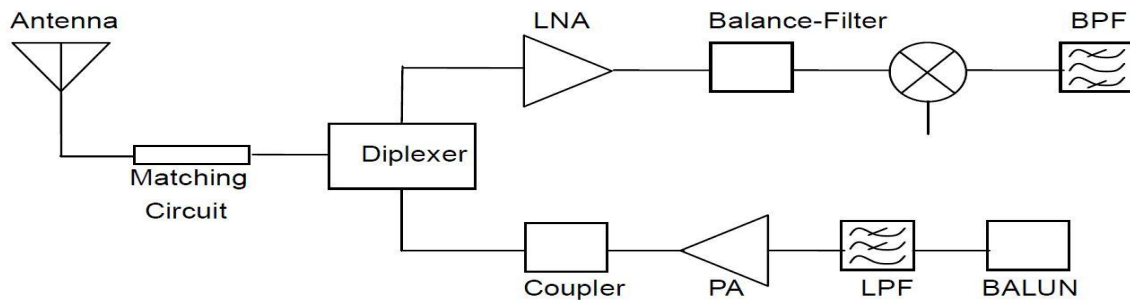 Antenna
LNA
Balance-Filter
BPF
Diplexer
Matching
Circuit
Coupler
PA
LPF
BALUN